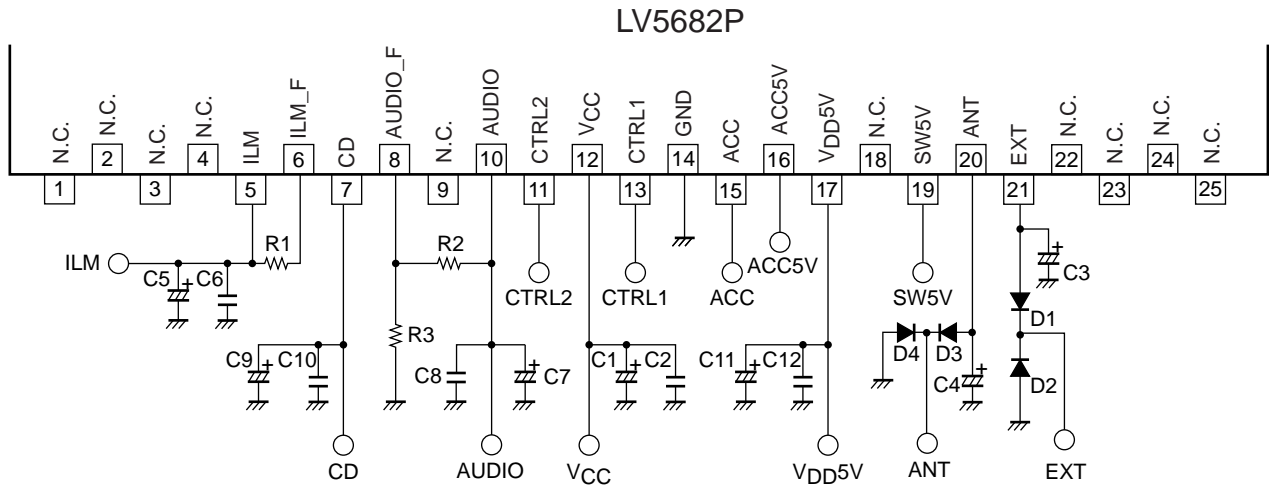 LV5682P
N.C. N.C. N.C. N.C. ILM ILM_F CD AUDIO_F N.C. AUDIO CTRL2 VCC CTRL1 GND ACC ACC5V VDD5V N.C. SW5V ANT EXT N.C. N.C. N.C. N.C.
1 2 3 4 5 6 7 8 9 10 11 12 13 14 15 16 17 18 19 20 21 22 23 24 25
ILM C5 + C6 R1 R2 CTRL2 CTRL1 ACC ACC5V SW5V + C3
C9 + C10 R3 C8 + C7 C1 + C2 C11 + C12 D4 D3 C4 + D1 D2
CD AUDIO VCC VDD5V ANT EXT